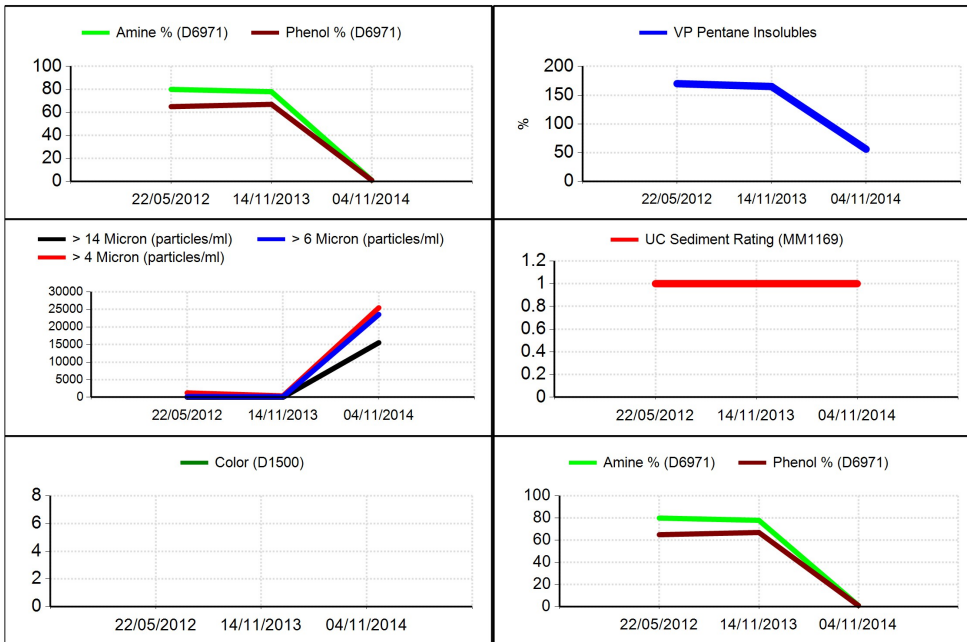 Amine % (D6971) Phenol % (D6971)
100
80
60
40
20
0
22/05/2012 14/11/2013 04/11/2014
VP Pentane Insolubles
%
200
150
100
50
0
22/05/2012 14/11/2013 04/11/2014
> 14 Micron (particles/ml) > 6 Micron (particles/ml)
> 4 Micron (particles/ml)
30000
25000
20000
15000
10000
5000
0
22/05/2012 14/11/2013 04/11/2014
UC Sediment Rating (MM1169)
1.2
1
0.8
0.6
0.4
0.2
0
22/05/2012 14/11/2013 04/11/2014
Color (D1500)
8
6
4
2
0
22/05/2012 14/11/2013 04/11/2014
Amine % (D6971) Phenol % (D6971)
100
80
60
40
20
0
22/05/2012 14/11/2013 04/11/2014